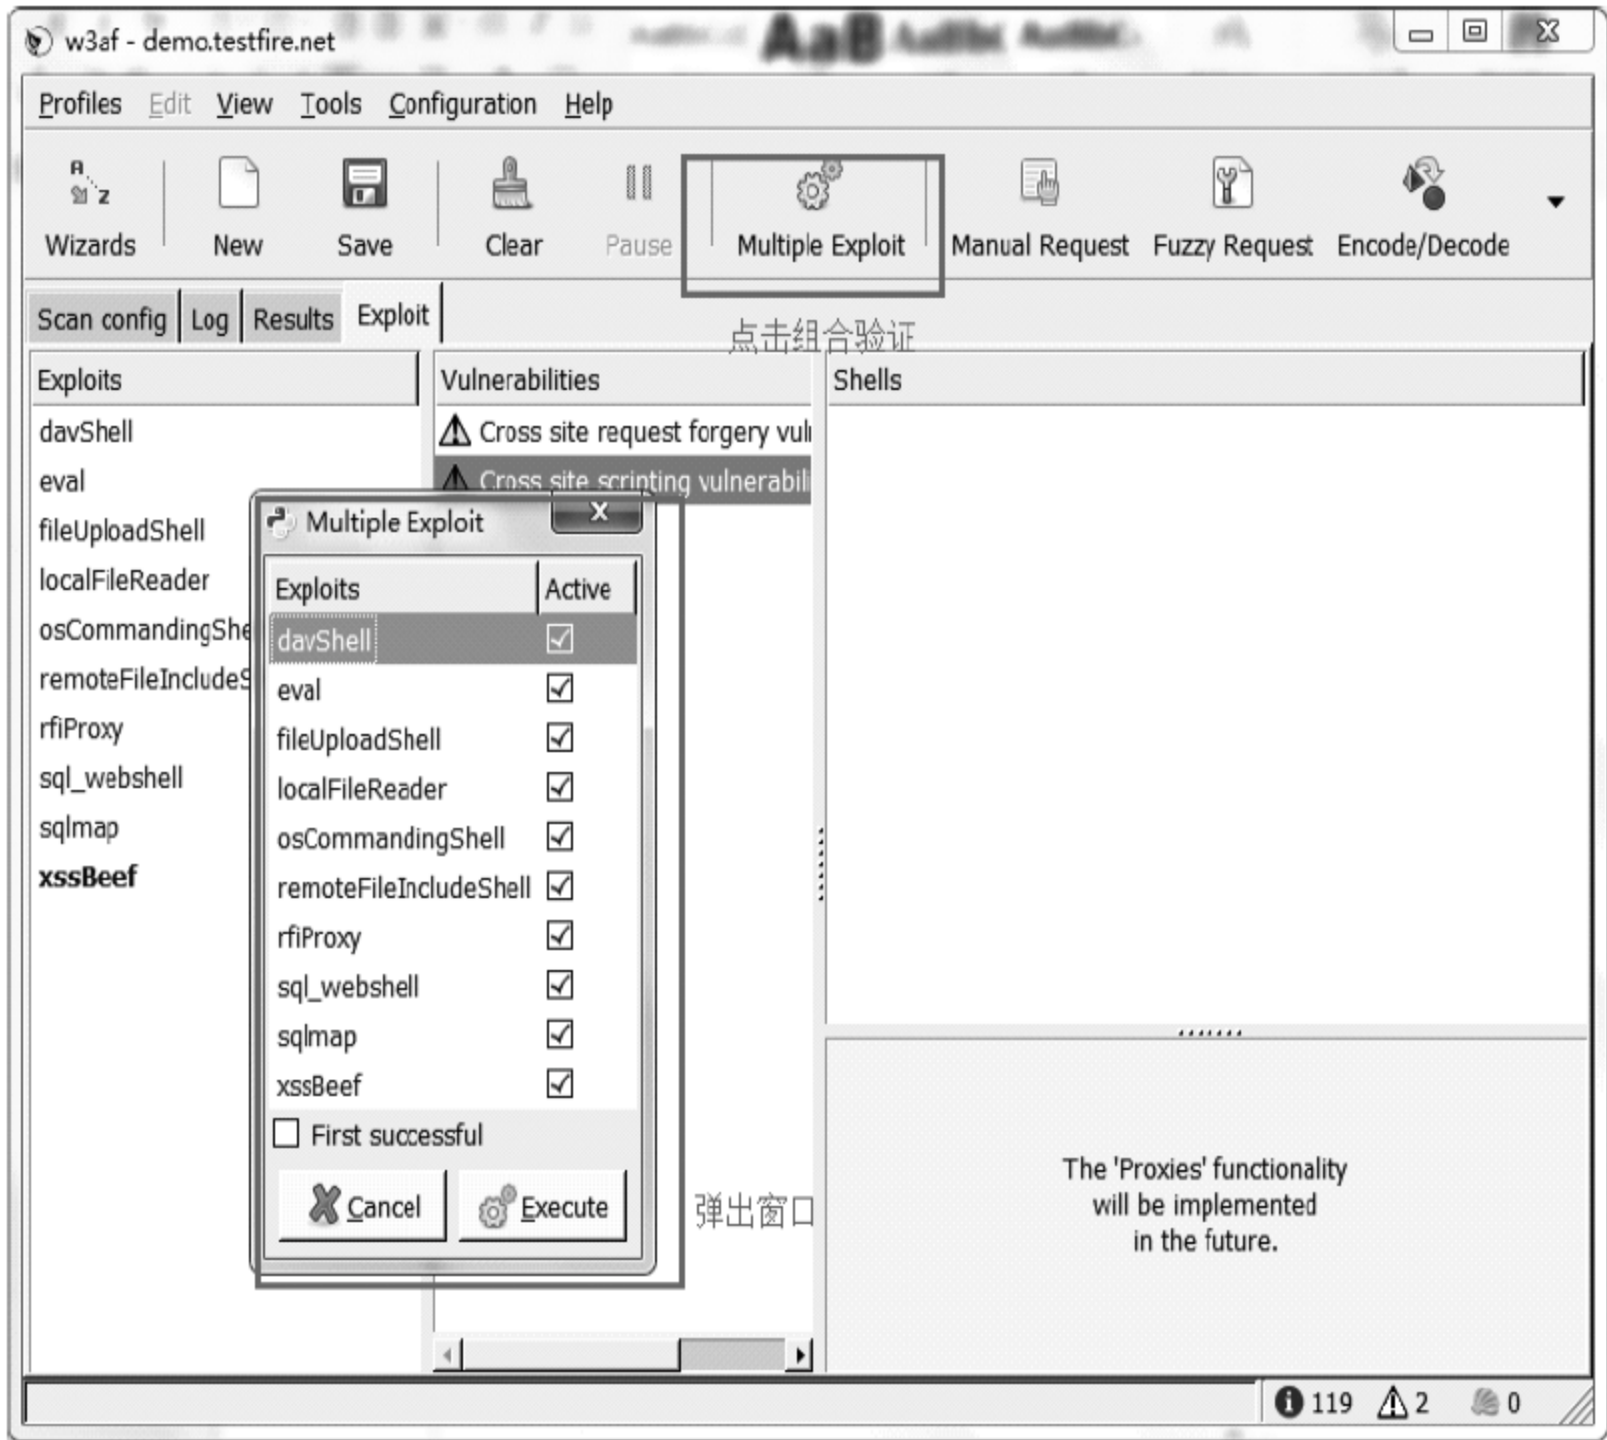 w3af - demo.testfire.net
Profiles Edit View Tools Configuration Help
Wizards New Save Clear Pause Multiple Exploit Manual Request Fuzzy Request Encode/Decode
Scan config Log Results Exploit
点击组合验证
Exploits
davShell
eval
fileUploadShell
localFileReader
osCommandingShe
remoteFileIncludeS
rfiProxy
sql_webshell
sqlmap
xssBeef
Vulnerabilities
Cross site request forgery vul
Cross site scripting vulnerabil
Shells
Multiple Exploit
Exploits Active
davShell
eval
fileUploadShell
localFileReader
osCommandingShell
remoteFileIncludeShell
rfiProxy
sql_webshell
sqlmap
xssBeef
First successful
Cancel Execute
弹出窗口
The 'Proxies' functionality
will be implemented
in the future.
119 2 0